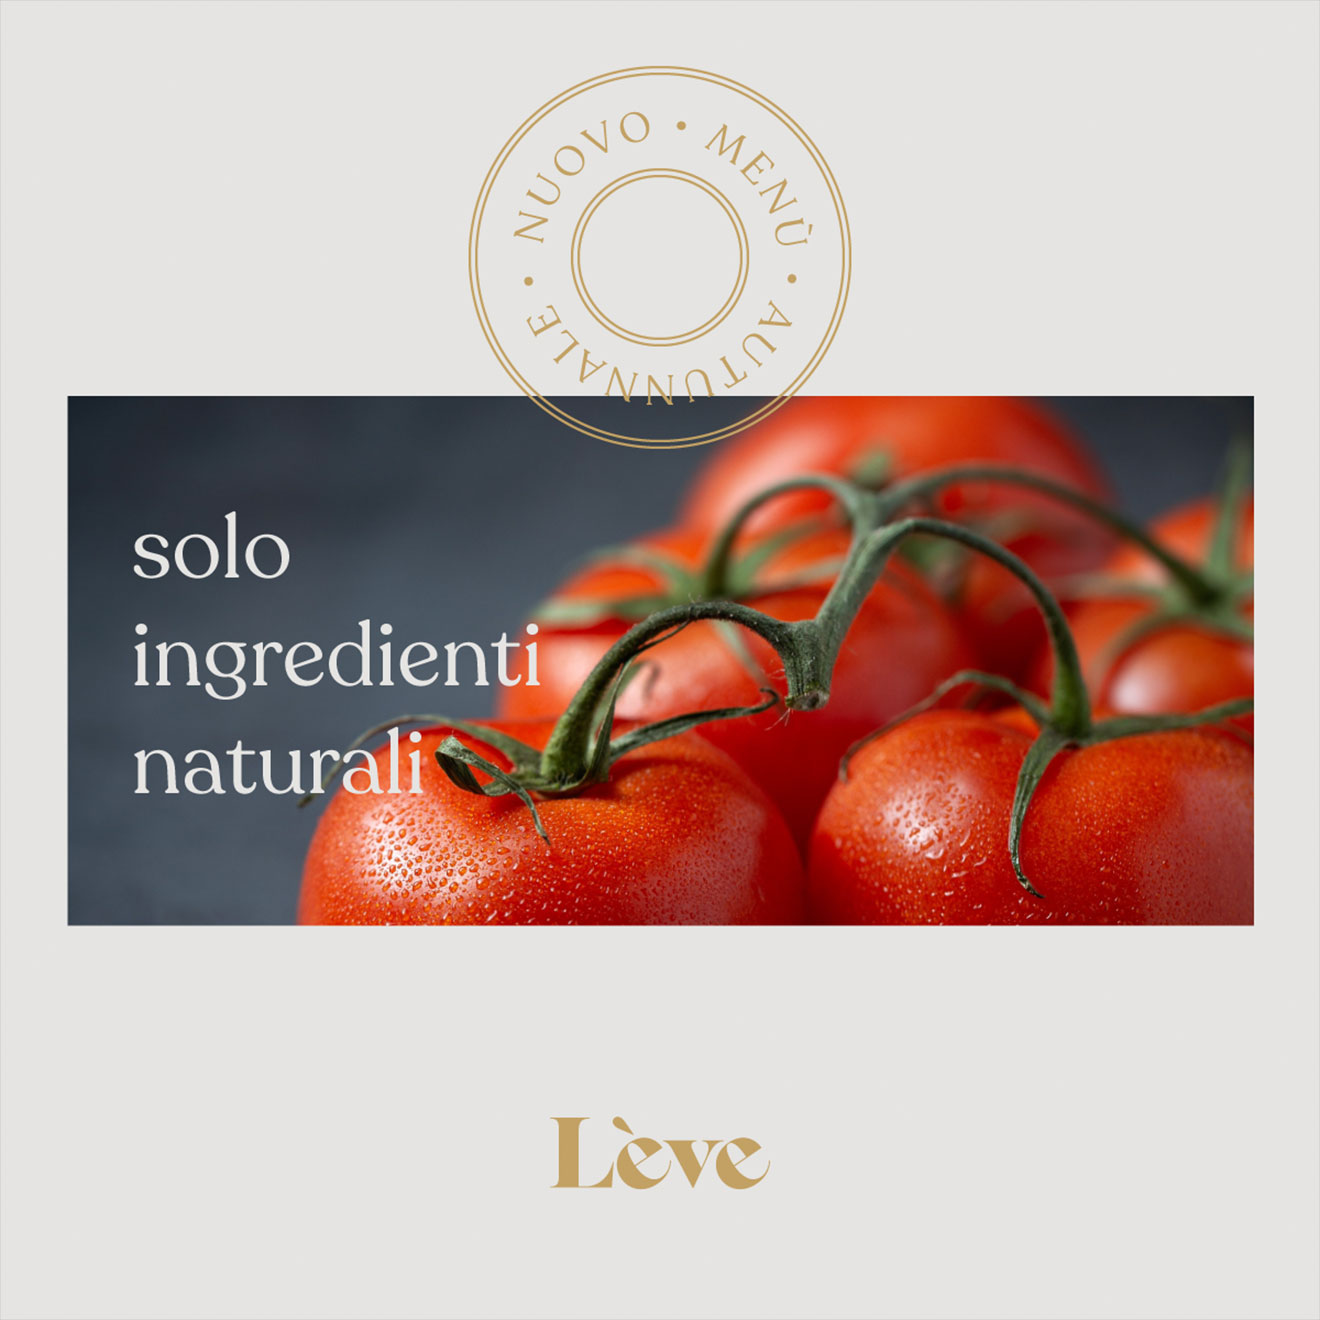 NUOVO • MENÙ • AUTUNNALE •
solo
ingredienti
naturali
Lève